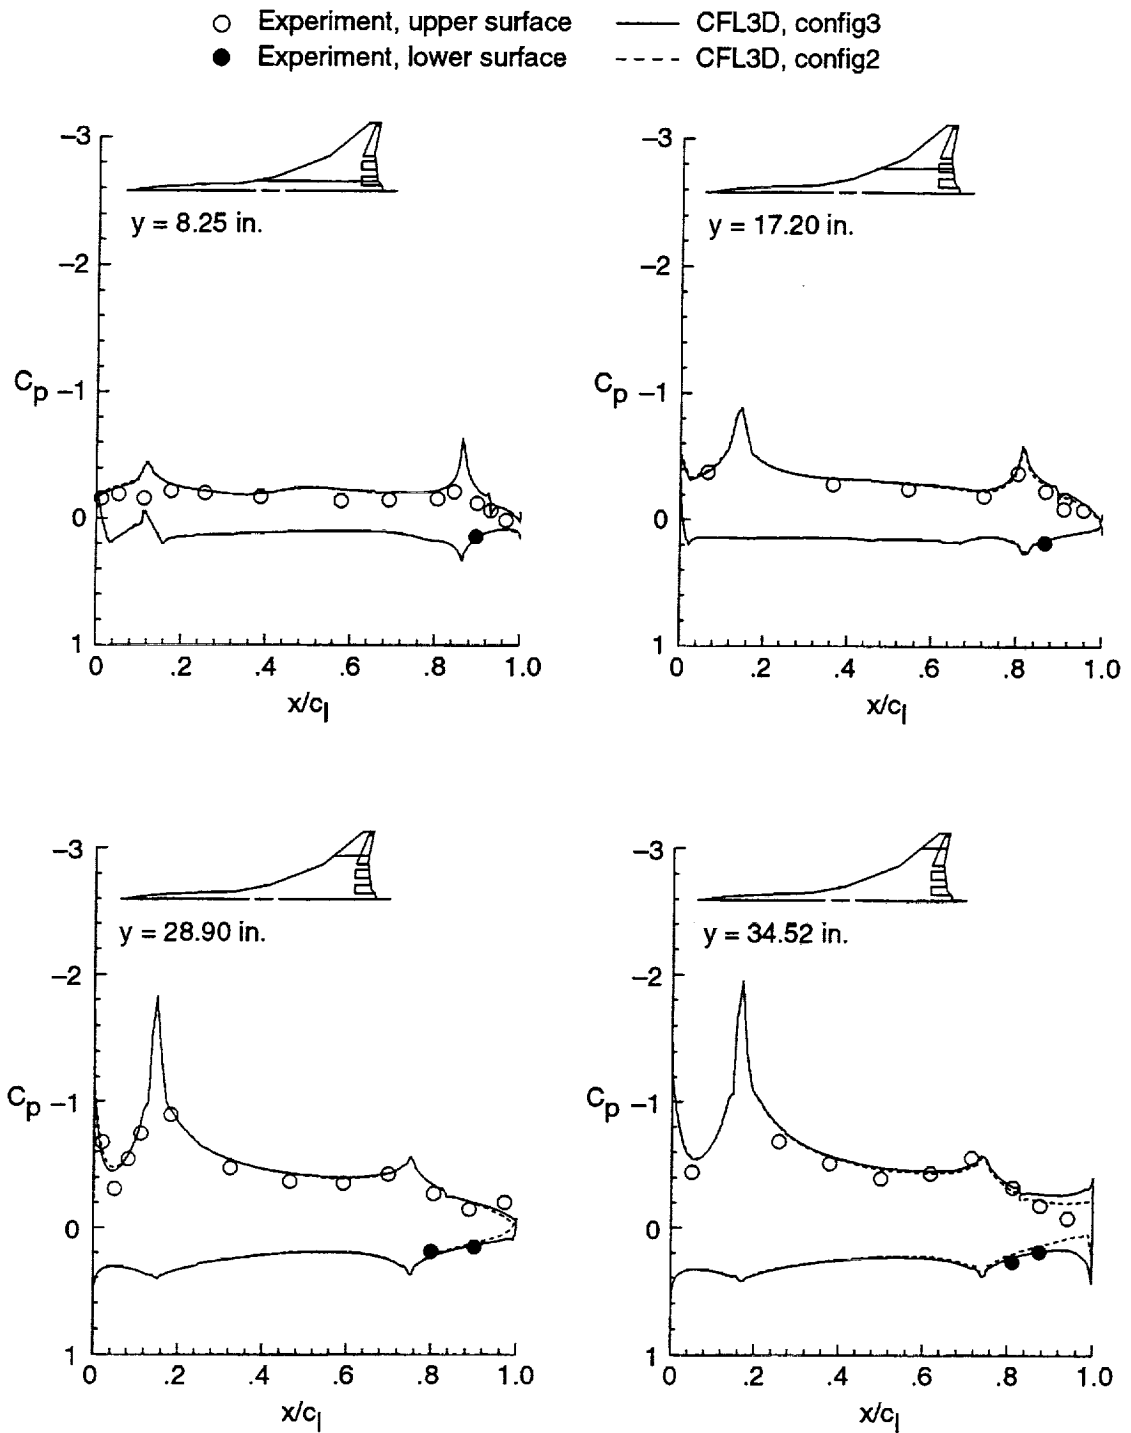 Experiment, upper surface
CFL3D, config3
Experiment, lower surface
CFL3D, config2
–3
–2
Cp –1
0
1
y = 8.25 in.
0 .2 .4 .6 .8 1.0
x/cl
–3
–2
Cp –1
0
1
y = 17.20 in.
0 .2 .4 .6 .8 1.0
x/cl
–3
–2
Cp –1
0
1
y = 28.90 in.
0 .2 .4 .6 .8 1.0
x/cl
–3
–2
Cp –1
0
1
y = 34.52 in.
0 .2 .4 .6 .8 1.0
x/cl